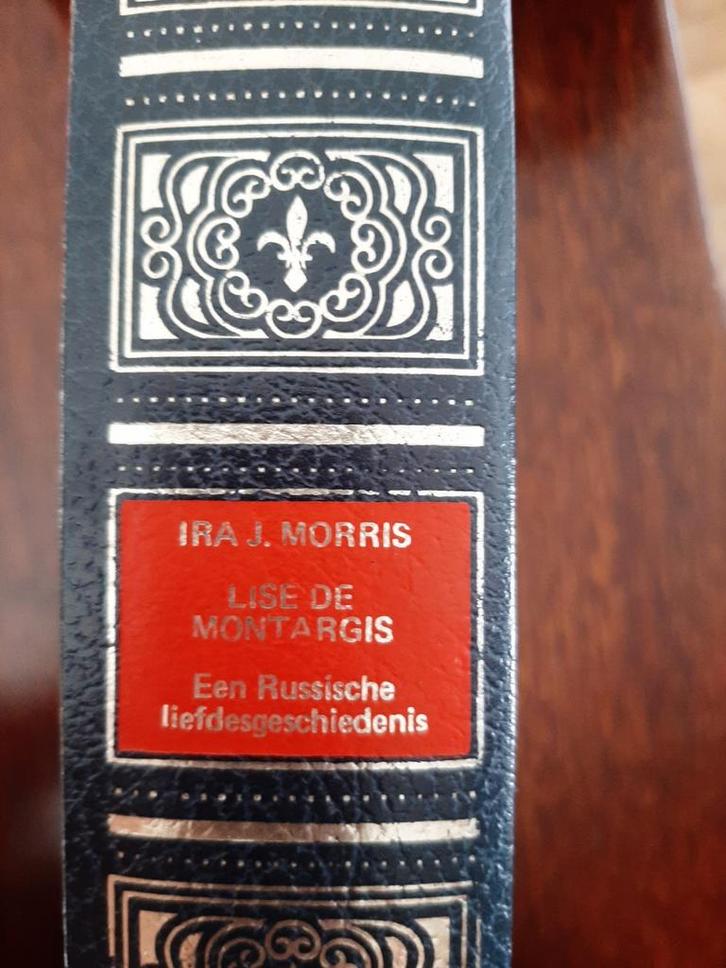 IRA J. MORRIS
LISE DE
MONTARGIS
Een Russische
liefdesgeschiedenis